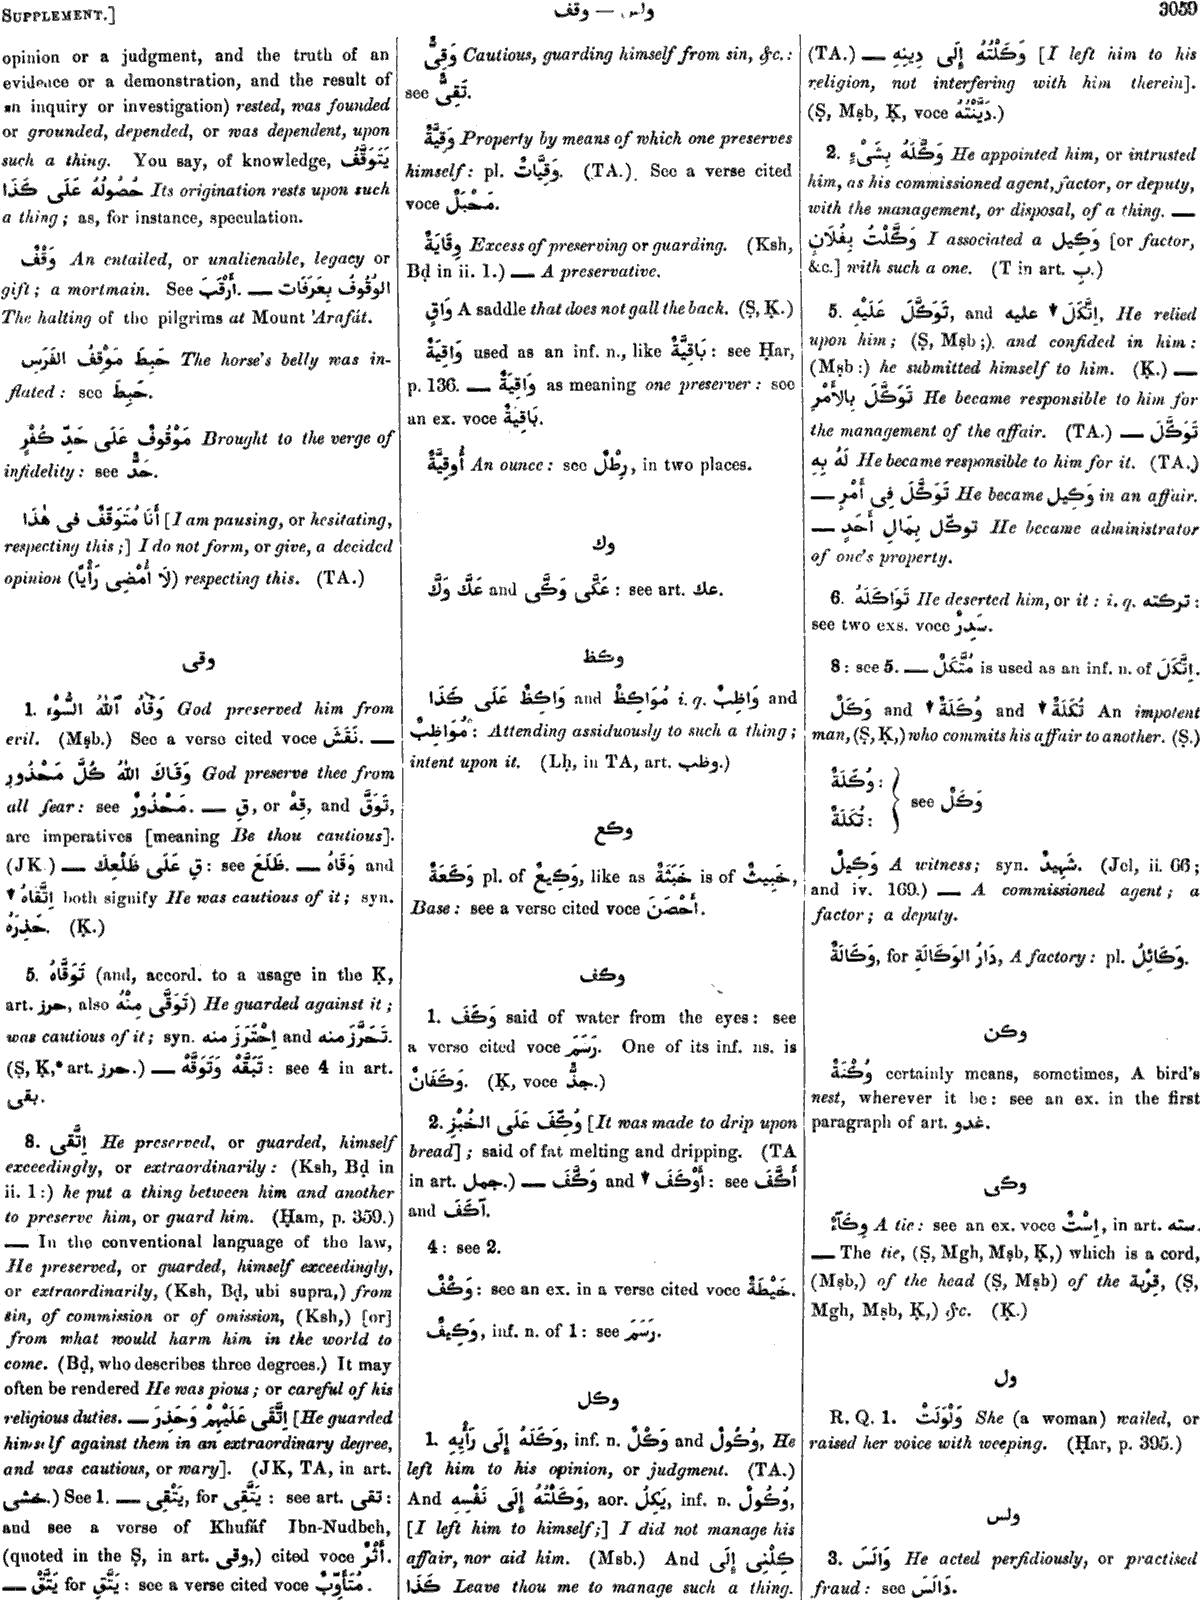 SUPPLEMENT.]
ولس — وقف
3059
opinion or a judgment, and the truth of an
evidence or a demonstration, and the result of
an inquiry or investigation) rested, was founded
or grounded, depended, or was dependent, upon
such a thing. You say, of knowledge, يَتَوَقَّفُ
حُصُولُهُ عَلَى كَذَا Its origination rests upon such
a thing; as, for instance, speculation.
وَقْفٌ An entailed, or unalienable, legacy or
gift; a mortmain. See أَرْقَبَ. — الوُقُوفُ بِعَرَفَات
The halting of the pilgrims at Mount 'Arafát.
حَبِطَ مَوْقِفُ الفَرَسِ The horse's belly was in-
flated: see حَبِطَ.
مَوْقُوفٌ عَلَى حَدِّ كُفْرٍ Brought to the verge of
infidelity: see حَدٌّ.
أَنَا مُتَوَقِّفٌ فِى هٰذَا [I am pausing, or hesitating,
respecting this;] I do not form, or give, a decided
opinion (لَا أُمْضِى رَأْيًا) respecting this. (TA.)
وقى
1. وَقَاهُ ٱللّٰهُ السُّوْءَ God preserved him from
evil. (Mṣb.) See a verse cited voce نَقَشَ. —
وَقَاكَ اللّٰهُ كُلَّ مَحْذُورٍ God preserve thee from
all fear: see مَحْذُورٌ. — قِ, or قِهْ, and تَوَقَّ,
are imperatives [meaning Be thou cautious].
(JK.) — قِ عَلَى ظَلْعِكَ: see ظَلَعَ. — وَقَاهُ and
▼ اِتَّقَاهُ both signify He was cautious of it; syn.
حَذِرَهُ. (Ḳ.)
5. تَوَقَّاهُ (and, accord. to a usage in the Ḳ,
art. حرز, also تَوَقَّى مِنْهُ) He guarded against it;
was cautious of it; syn. اِحْتَرَزَ منه and تَحَرَّزَ منه.
(Ṣ, Ḳ,* art. حرز.) — تَبَقَّهْ وَتَوَقَّهْ: see 4 in art.
بقى.
8. اِتَّقَى He preserved, or guarded, himself
exceedingly, or extraordinarily: (Ksh, Bḍ in
ii. 1:) he put a thing between him and another
to preserve him, or guard him. (Ḥam, p. 359.)
— In the conventional language of the law,
He preserved, or guarded, himself exceedingly,
or extraordinarily, (Ksh, Bḍ, ubi supra,) from
sin, of commission or of omission, (Ksh,) [or]
from what would harm him in the world to
come. (Bḍ, who describes three degrees.) It may
often be rendered He was pious; or careful of his
religious duties. — اِتَّقَى عَلَيْهِمْ وَحَذِرَ [He guarded
himself against them in an extraordinary degree,
and was cautious, or wary]. (JK, TA, in art.
خشى.) See 1. — يَتْقِى, for يَتَّقِى: see art. تقى:
and see a verse of Khufáf Ibn-Nudbeh,
(quoted in the Ṣ, in art. وقى,) cited voce أَثْرٌ.
— يَتَّقْ for يَتَّقِ: see a verse cited voce مُتَأَوِّبٌ.
وَقِىٌّ Cautious, guarding himself from sin, &c.:
see تَقِىٌّ.
وَقِيَّةٌ Property by means of which one preserves
himself: pl. وَقِيَّاتٌ. (TA.) See a verse cited
voce مَحْبَلٌ.
وِقَايَةٌ Excess of preserving or guarding. (Ksh,
Bḍ in ii. 1.) — A preservative.
وَاقٍ A saddle that does not gall the back. (Ṣ, Ḳ.)
وَاقِيَةٌ used as an inf. n., like بَاقِيَّةٌ: see Ḥar,
p. 136. — وَاقِيَةٌ as meaning one preserver: see
an ex. voce بَاقِيَةٌ.
أُوقِيَّةٌ An ounce: see رِطْلٌ, in two places.
وك
عَكَّ وَكَّ and عَكَّى وَكَّى: see art. عك.
وكظ
وَاكِظٌ عَلَى كَذَا and مُوَاكِظٌ i. q. وَاظِبٌ and
مُوَاظِبٌ: Attending assiduously to such a thing;
intent upon it. (Lḥ, in TA, art. وظب.)
وكع
وَكَعَةٌ pl. of وَكِيعٌ, like as خَبَثَةٌ is of خَبِيثٌ,
Base: see a verse cited voce أَحْصَنَ.
وكف
1. وَكَفَ said of water from the eyes: see
a verse cited voce رَسَمَ. One of its inf. ns. is
وَكَفَانٌ. (Ḳ, voce جدٌّ.)
2. وُكِّفَ عَلَى الخُبْزِ [It was made to drip upon
bread]; said of fat melting and dripping. (TA
in art. جمل.) — وَكَّفَ and ▼ أَوْكَفَ: see أَكَّفَ
and آكَفَ.
4: see 2.
وَكْفٌ: see an ex. in a verse cited voce خَيْطَةٌ.
وَكِيفٌ, inf. n. of 1: see رَسَمَ.
وكل
1. وَكَلَهُ إِلَى رَأْيِهِ, inf. n. وَكْلٌ and وُكُولٌ, He
left him to his opinion, or judgment. (TA.)
And وَكَلْتُهُ إِلَى نَفْسِهِ, aor. يَكِلُ, inf. n. وُكُولٌ,
[I left him to himself;] I did not manage his
affair, nor aid him. (Msb.) And كِلْنِى إِلَى
كَذَا Leave thou me to manage such a thing.
(TA.) — وَكَلْتُهُ إِلَى دِينِهِ [I left him to his
religion, not interfering with him therein].
(Ṣ, Mṣb, Ḳ, voce دَيَّنْتُهُ.)
2. وَكَّلَهُ بِشَىْءٍ He appointed him, or intrusted
him, as his commissioned agent, factor, or deputy,
with the management, or disposal, of a thing. —
وَكَّلْتُ بِفُلَانٍ I associated a وَكِيل [or factor,
&c.] with such a one. (T in art. ب.)
5. تَوَكَّلَ عَلَيْهِ, and ▼ اِتَّكَلَ عليه, He relied
upon him; (Ṣ, Mṣb;) and confided in him:
(Mṣb:) he submitted himself to him. (Ḳ.) —
تَوَكَّلَ بِالأَمْرِ He became responsible to him for
the management of the affair. (TA.) — تَوَكَّلَ
لَهُ بِهِ He became responsible to him for it. (TA.)
— تَوَكَّلَ فِى أَمْرٍ He became وَكِيل in an affair.
— توكّل بِمَالِ أَحَدٍ He became administrator
of one's property.
6. تَوَاكَلَهُ He deserted him, or it: i. q. تركته:
see two exs. voce سَدِرٌ.
8: see 5. — مُتَّكَلٌ is used as an inf. n. of اِتَّكَلَ.
وَكَلٌ and ▼ وُكَلَةٌ and ▼ تُكَلَةٌ An impotent
man, (Ṣ, Ḳ,) who commits his affair to another. (Ṣ.)
وُكَلَةٌ:
تُكَلَةٌ:
see وَكَلٌ
وَكِيلٌ A witness; syn. شَهِيدٌ. (Jel, ii. 66;
and iv. 169.) — A commissioned agent; a
factor; a deputy.
وَكَالَةٌ, for دَارُ الوَكَالَةِ, A factory: pl. وَكَائِلُ.
وكن
وُكْنَةٌ certainly means, sometimes, A bird's
nest, wherever it be: see an ex. in the first
paragraph of art. غدو.
وكى
وِكَآءٌ A tie: see an ex. voce اِسْتٌ, in art. سته.
— The tie, (Ṣ, Mgh, Mṣb, Ḳ,) which is a cord,
(Mṣb,) of the head (Ṣ, Mṣb) of the قِرْبة, (Ṣ,
Mgh, Mṣb, Ḳ,) &c. (Ḳ.)
ول
R. Q. 1. وَلْوَلَتْ She (a woman) wailed, or
raised her voice with weeping. (Ḥar, p. 395.)
ولس
3. وَالَسَ He acted perfidiously, or practised
fraud: see دَالَسَ.